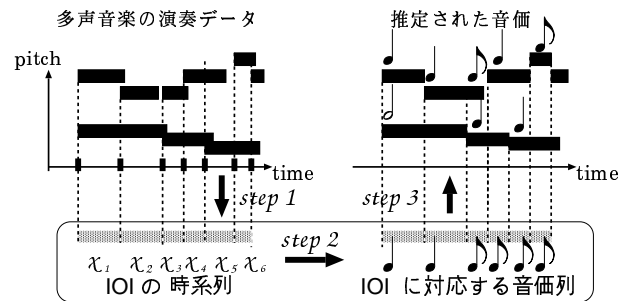 多声音楽の演奏データ
推定された音価
pitch
time
time
step 1
step 3
step 2
x1 x2 x3 x4 x5 x6
IOI の 時系列
IOI に対応する音価列